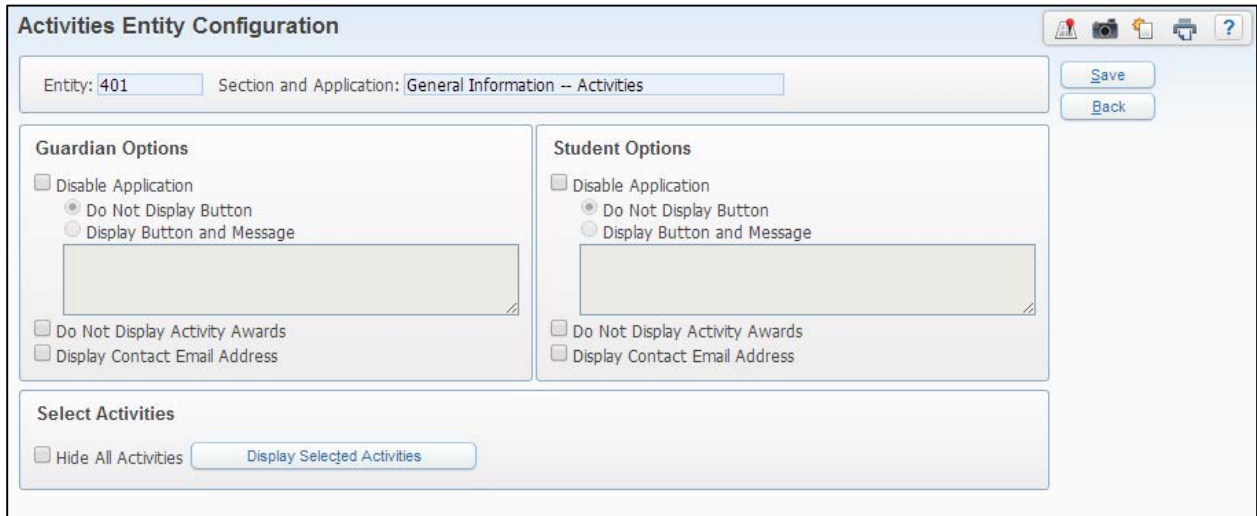 Activities Entity Configuration
?
Entity: 401 Section and Application: General Information -- Activities
Save
Back
Guardian Options
Disable Application
Do Not Display Button
Display Button and Message
Do Not Display Activity Awards
Display Contact Email Address
Student Options
Disable Application
Do Not Display Button
Display Button and Message
Do Not Display Activity Awards
Display Contact Email Address
Select Activities
Hide All Activities Display Selected Activities